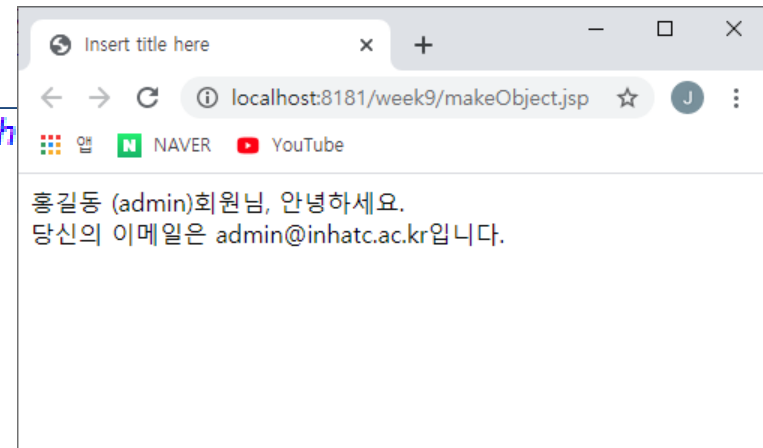 Insert title here
localhost:8181/week9/makeObject.jsp
J
앱
N NAVER
YouTube
홍길동 (admin)회원님, 안녕하세요.
당신의 이메일은 admin@inhatc.ac.kr입니다.